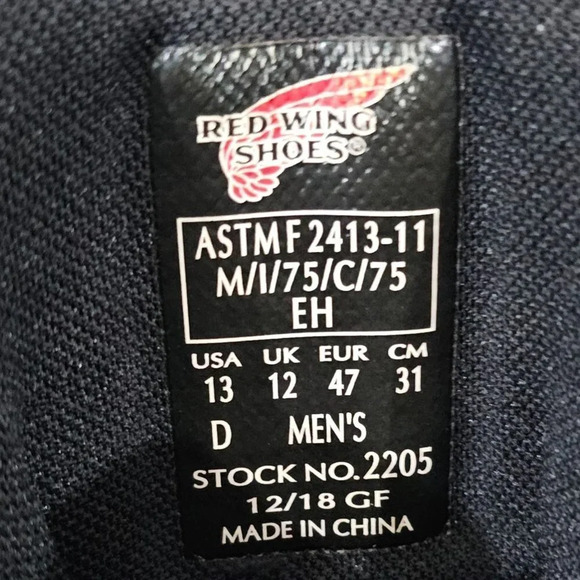 RED WING
SHOES®
ASTM F 2413-11
M/I/75/C/75
EH
USA UK EUR CM
13 12 47 31
D MEN'S
STOCK NO. 2205
12/18 GF
MADE IN CHINA